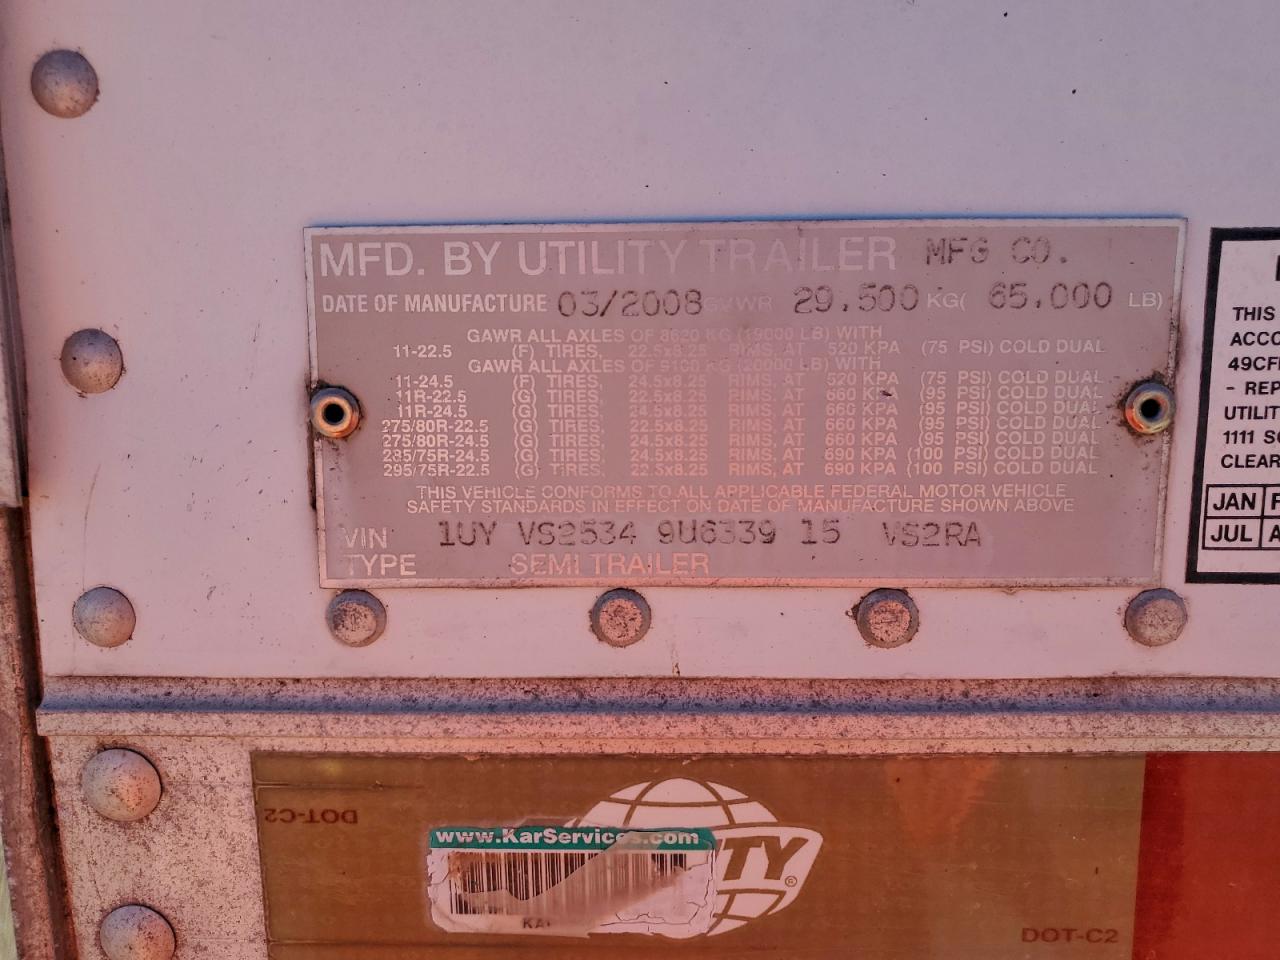 MFD. BY UTILITY TRAILER MFG CO.
DATE OF MANUFACTURE 03/2008 GVWR 29.500 KG( 65.000 LB)
GAWR ALL AXLES OF 8620 KG (19000 LB) WITH
11-22.5 (F) TIRES, 22.5x8.25 RIMS, AT 520 KPA (75 PSI) COLD DUAL
GAWR ALL AXLES OF 9100 KG (20000 LB) WITH
11-24.5 (F) TIRES, 24.5x8.25 RIMS, AT 520 KPA (75 PSI) COLD DUAL
11R-22.5 (G) TIRES, 22.5x8.25 RIMS, AT 660 KPA (95 PSI) COLD DUAL
11R-24.5 (G) TIRES, 24.5x8.25 RIMS, AT 660 KPA (95 PSI) COLD DUAL
275/80R-22.5 (G) TIRES, 22.5x8.25 RIMS, AT 660 KPA (95 PSI) COLD DUAL
275/80R-24.5 (G) TIRES, 24.5x8.25 RIMS, AT 660 KPA (95 PSI) COLD DUAL
285/75R-24.5 (G) TIRES, 24.5x8.25 RIMS, AT 690 KPA (100 PSI) COLD DUAL
295/75R-22.5 (G) TIRES, 22.5x8.25 RIMS, AT 690 KPA (100 PSI) COLD DUAL
THIS VEHICLE CONFORMS TO ALL APPLICABLE FEDERAL MOTOR VEHICLE
SAFETY STANDARDS IN EFFECT ON DATE OF MANUFACTURE SHOWN ABOVE
VIN 1UY VS2534 9U6339 15 VS2RA
TYPE SEMI TRAILER
THIS
ACCO
49CF
- REP
UTILIT
1111 S
CLEAR
JAN F
JUL A
DOT-C2
www.KarServices.com
TY®
KA
DOT-C2